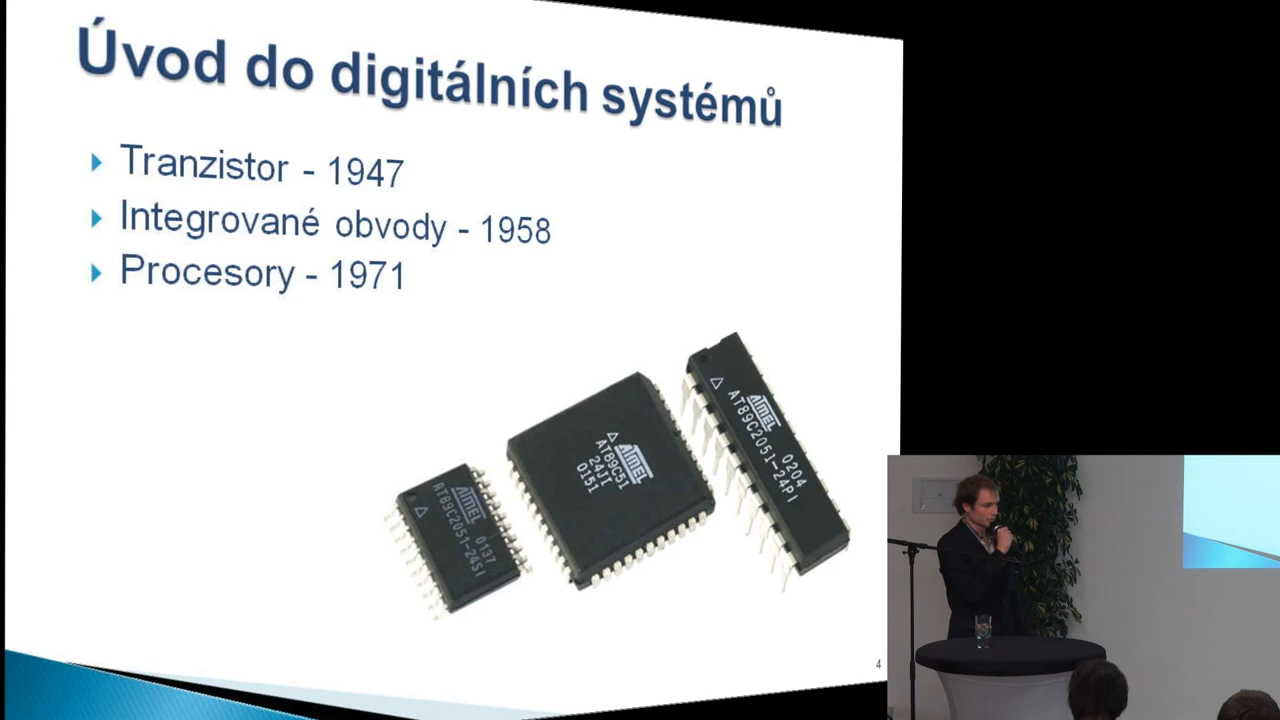 Úvod do digitálních systémů
Tranzistor - 1947
Integrované obvody - 1958
Procesory - 1971
ATMEL
AT89C2051-24PI
0204
ATMEL
AT89C51
24JI
0151
ATMEL 0137
AT89C2051-24SI
4